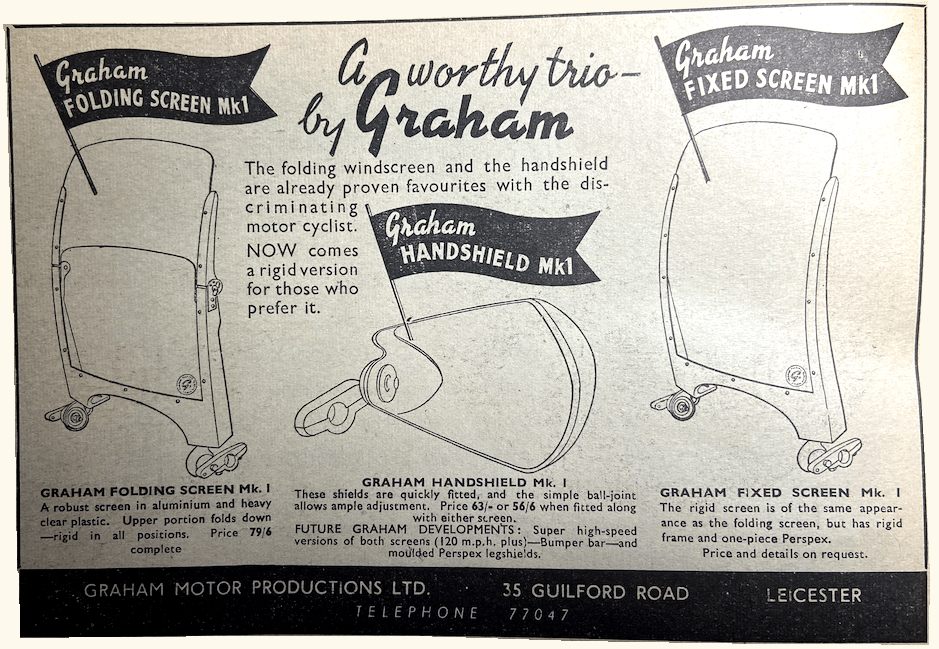 Graham
FOLDING SCREEN Mk1
A worthy trio—
by Graham
Graham
FIXED SCREEN MK1
The folding windscreen and the handshield
are already proven favourites with the dis-
criminating
motor cyclist.
NOW comes
a rigid version
for those who
prefer it.
Graham
HANDSHIELD Mk1
G.
G.
GRAHAM FOLDING SCREEN Mk. I
A robust screen in aluminium and heavy
clear plastic. Upper portion folds down
—rigid in all positions. Price 79/6
complete
GRAHAM HANDSHIELD Mk. I
These shields are quickly fitted, and the simple ball-joint
allows ample adjustment. Price 63/- or 56/6 when fitted along
with either screen.
FUTURE GRAHAM DEVELOPMENTS: Super high-speed
versions of both screens (120 m.p.h. plus)—Bumper bar—and
moulded Perspex legshields.
GRAHAM FIXED SCREEN Mk. I
The rigid screen is of the same appear-
ance as the folding screen, but has rigid
frame and one-piece Perspex.
Price and details on request.
GRAHAM MOTOR PRODUCTIONS LTD. · 35 GUILFORD ROAD · LEICESTER
TELEPHONE 77047